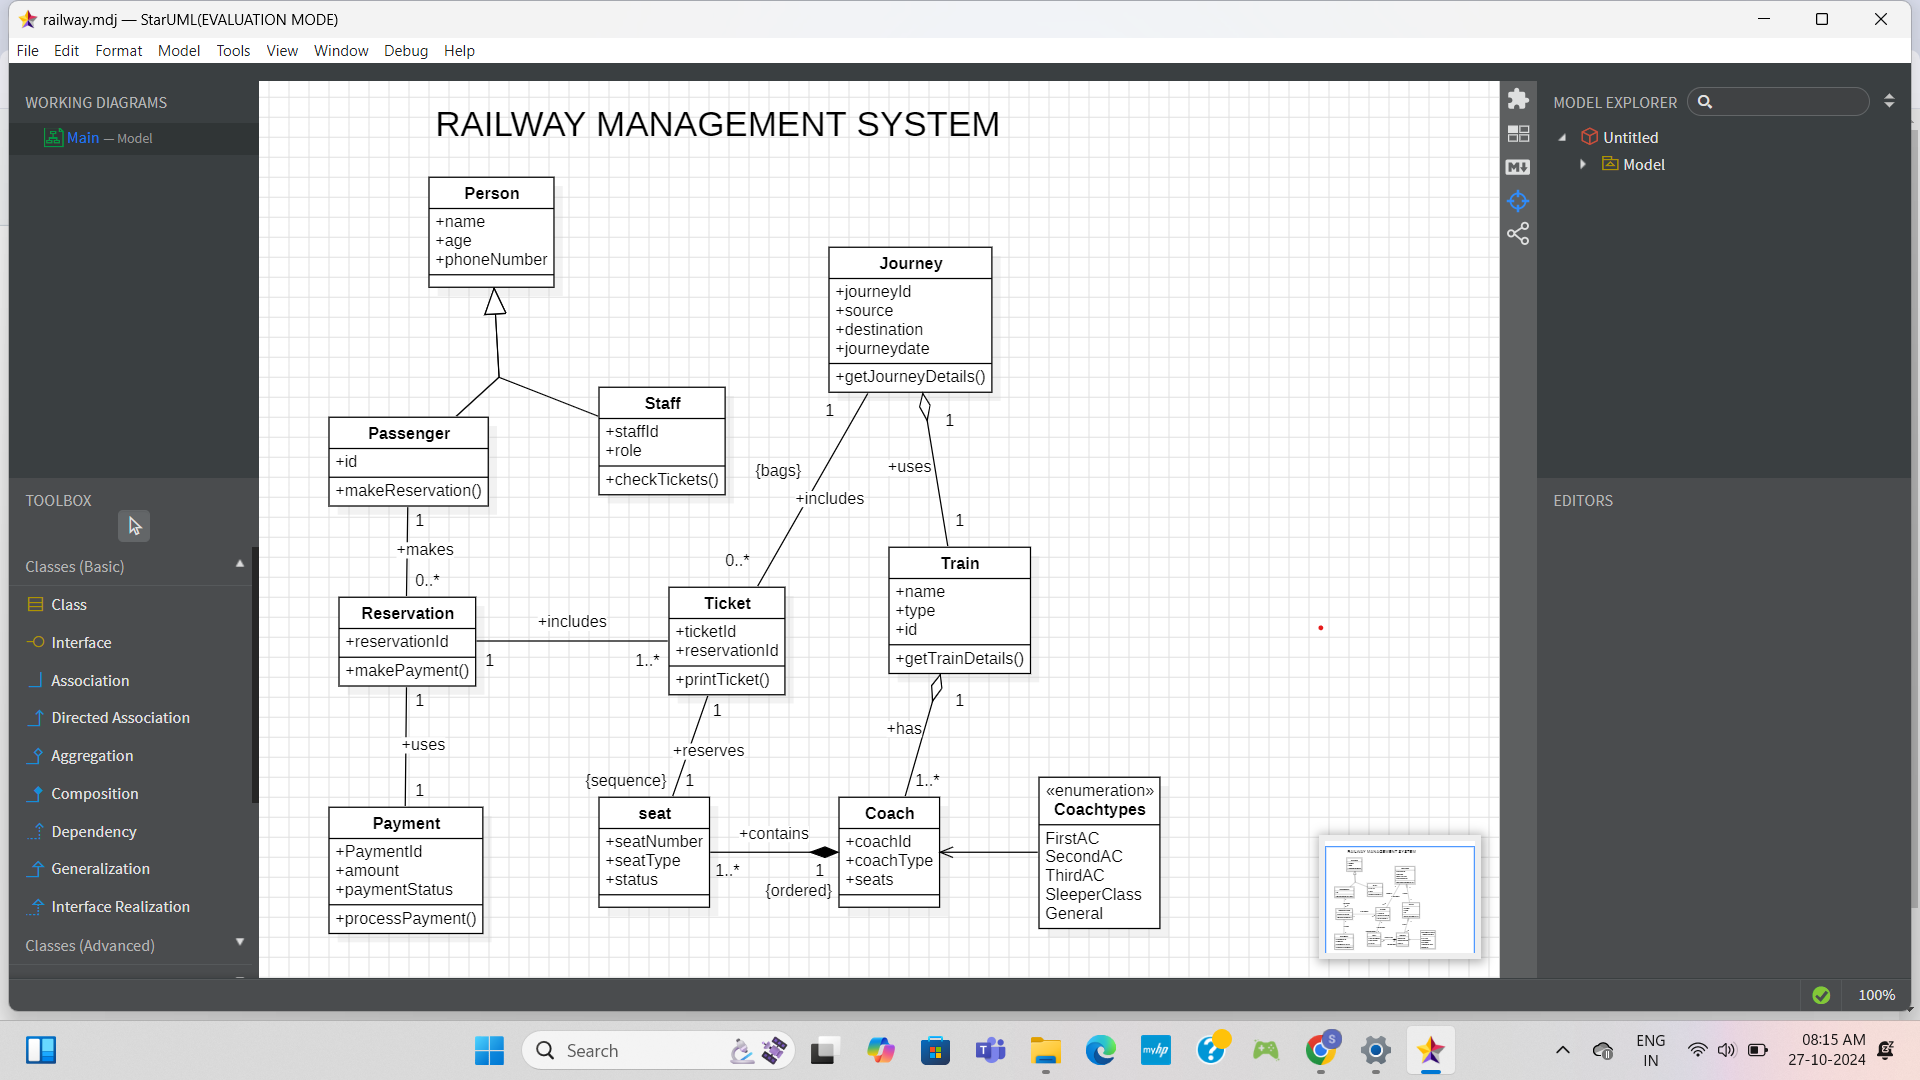 railway.mdj — StarUML(EVALUATION MODE)
File Edit Format Model Tools View Window Debug Help
WORKING DIAGRAMS
Main — Model
TOOLBOX
Classes (Basic)
Class
Interface
Association
Directed Association
Aggregation
Composition
Dependency
Generalization
Interface Realization
Classes (Advanced)
RAILWAY MANAGEMENT SYSTEM
Person
+name
+age
+phoneNumber
Journey
+journeyId
+source
+destination
+journeydate
+getJourneyDetails()
Staff
+staffId
+role
+checkTickets()
Passenger
+id
+makeReservation()
1
+makes
0..*
1
{bags}
+includes
0..*
1
+uses
1
Reservation
+reservationId
+makePayment()
+includes
1
1..*
Ticket
+ticketId
+reservationId
+printTicket()
Train
+name
+type
+id
+getTrainDetails()
1
+uses
1
1
+reserves
{sequence} 1
1
+has
1..*
Payment
+PaymentId
+amount
+paymentStatus
+processPayment()
seat
+seatNumber
+seatType
+status
+contains
1..*
1
{ordered}
Coach
+coachId
+coachType
+seats
«enumeration»
Coachtypes
FirstAC
SecondAC
ThirdAC
SleeperClass
General
RAILWAY MANAGEMENT SYSTEM
MODEL EXPLORER
Untitled
Model
EDITORS
100%
Search
myhp
S
ENG
IN
08:15 AM
27-10-2024